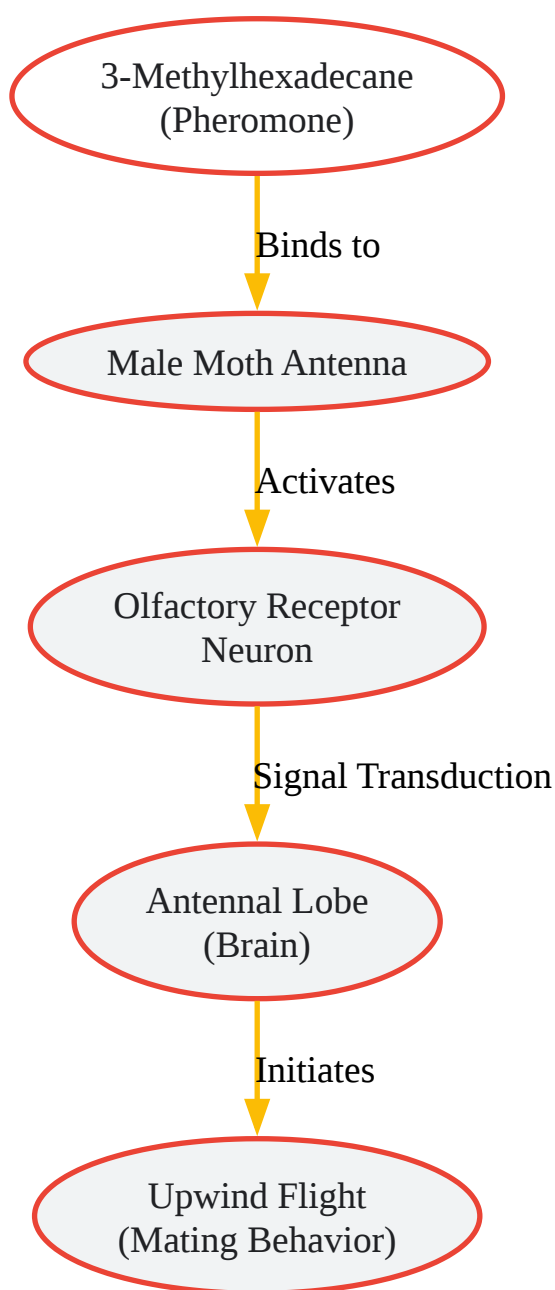 3-Methylhexadecane
(Pheromone)
Binds to
Male Moth Antenna
Activates
Olfactory Receptor
Neuron
Signal Transduction
Antennal Lobe
(Brain)
Initiates
Upwind Flight
(Mating Behavior)